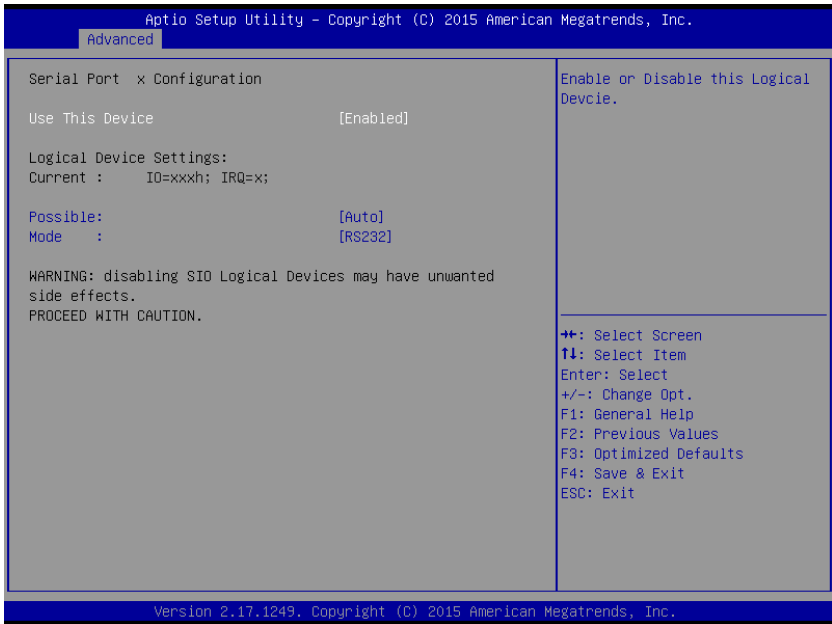 Aptio Setup Utility – Copyright (C) 2015 American Megatrends, Inc.
Advanced
Serial Port x Configuration
Use This Device [Enabled]
Logical Device Settings:
Current : IO=xxxh; IRQ=x;
Possible: [Auto]
Mode : [RS232]
WARNING: disabling SIO Logical Devices may have unwanted
side effects.
PROCEED WITH CAUTION.
Enable or Disable this Logical
Devcie.
→←: Select Screen
↑↓: Select Item
Enter: Select
+/-: Change Opt.
F1: General Help
F2: Previous Values
F3: Optimized Defaults
F4: Save & Exit
ESC: Exit
Version 2.17.1249. Copyright (C) 2015 American Megatrends, Inc.